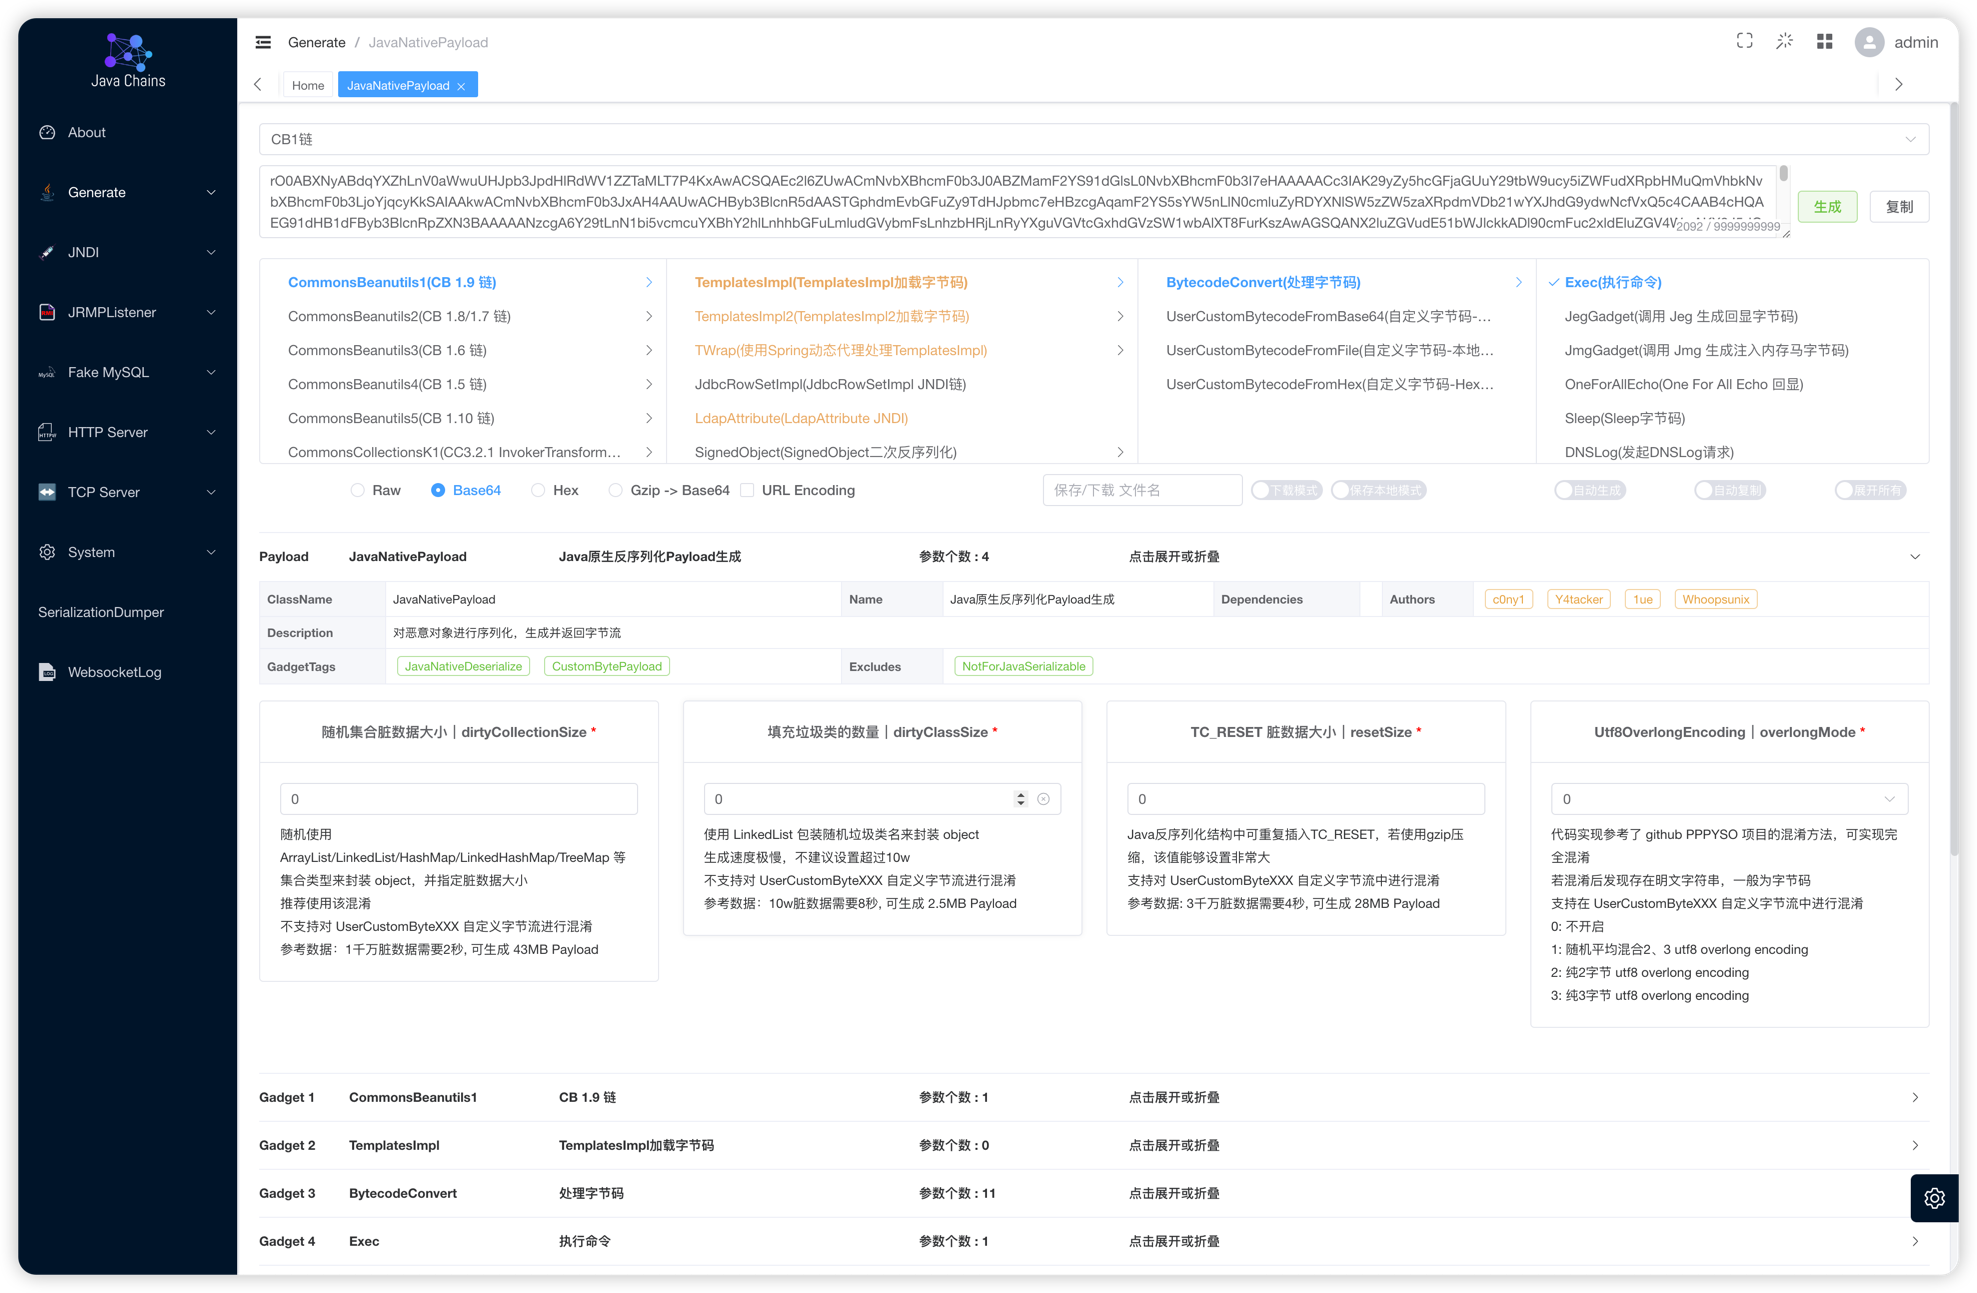 Java Chains
About
Generate
JNDI
JRMPListener
Fake MySQL
HTTP Server
TCP Server
System
SerializationDumper
WebsocketLog
Generate / JavaNativePayload
admin
Home
JavaNativePayload
CB1链
生成
复制
2092 / 9999999999
CommonsBeanutils1(CB 1.9 链)
CommonsBeanutils2(CB 1.8/1.7 链)
CommonsBeanutils3(CB 1.6 链)
CommonsBeanutils4(CB 1.5 链)
CommonsBeanutils5(CB 1.10 链)
CommonsCollectionsK1(CC3.2.1 InvokerTransform...
TemplatesImpl(TemplatesImpl加载字节码)
TemplatesImpl2(TemplatesImpl2加载字节码)
TWrap(使用Spring动态代理处理TemplatesImpl)
JdbcRowSetImpl(JdbcRowSetImpl JNDI链)
LdapAttribute(LdapAttribute JNDI)
SignedObject(SignedObject二次反序列化)
BytecodeConvert(处理字节码)
UserCustomBytecodeFromBase64(自定义字节码-...
UserCustomBytecodeFromFile(自定义字节码-本地...
UserCustomBytecodeFromHex(自定义字节码-Hex...
Exec(执行命令)
JegGadget(调用 Jeg 生成回显字节码)
JmgGadget(调用 Jmg 生成注入内存马字节码)
OneForAllEcho(One For All Echo 回显)
Sleep(Sleep字节码)
DNSLog(发起DNSLog请求)
Raw Base64 Hex Gzip -> Base64 URL Encoding
保存/下载 文件名
下载模式
保存本地模式
自动生成
自动复制
展开所有
Payload JavaNativePayload Java原生反序列化Payload生成 参数个数 : 4 点击展开或折叠
ClassName JavaNativePayload Name Java原生反序列化Payload生成 Dependencies Authors c0ny1 Y4tacker 1ue Whoopsunix
Description 对恶意对象进行序列化，生成并返回字节流
GadgetTags JavaNativeDeserialize CustomBytePayload Excludes NotForJavaSerializable
随机集合脏数据大小 | dirtyCollectionSize *
0
随机使用
ArrayList/LinkedList/HashMap/LinkedHashMap/TreeMap 等
集合类型来封装 object，并指定脏数据大小
推荐使用该混淆
不支持对 UserCustomByteXXX 自定义字节流进行混淆
参考数据：1千万脏数据需要2秒, 可生成 43MB Payload
填充垃圾类的数量 | dirtyClassSize *
0
使用 LinkedList 包装随机垃圾类名来封装 object
生成速度极慢，不建议设置超过10w
不支持对 UserCustomByteXXX 自定义字节流进行混淆
参考数据：10w脏数据需要8秒, 可生成 2.5MB Payload
TC_RESET 脏数据大小 | resetSize *
0
Java反序列化结构中可重复插入TC_RESET，若使用gzip压
缩，该值能够设置非常大
支持对 UserCustomByteXXX 自定义字节流中进行混淆
参考数据: 3千万脏数据需要4秒, 可生成 28MB Payload
Utf8OverlongEncoding | overlongMode *
0
代码实现参考了 github PPPYSO 项目的混淆方法，可实现完
全混淆
若混淆后发现存在明文字符串，一般为字节码
支持在 UserCustomByteXXX 自定义字节流中进行混淆
0: 不开启
1: 随机平均混合2、3 utf8 overlong encoding
2: 纯2字节 utf8 overlong encoding
3: 纯3字节 utf8 overlong encoding
Gadget 1 CommonsBeanutils1 CB 1.9 链 参数个数 : 1 点击展开或折叠
Gadget 2 TemplatesImpl TemplatesImpl加载字节码 参数个数 : 0 点击展开或折叠
Gadget 3 BytecodeConvert 处理字节码 参数个数 : 11 点击展开或折叠
Gadget 4 Exec 执行命令 参数个数 : 1 点击展开或折叠